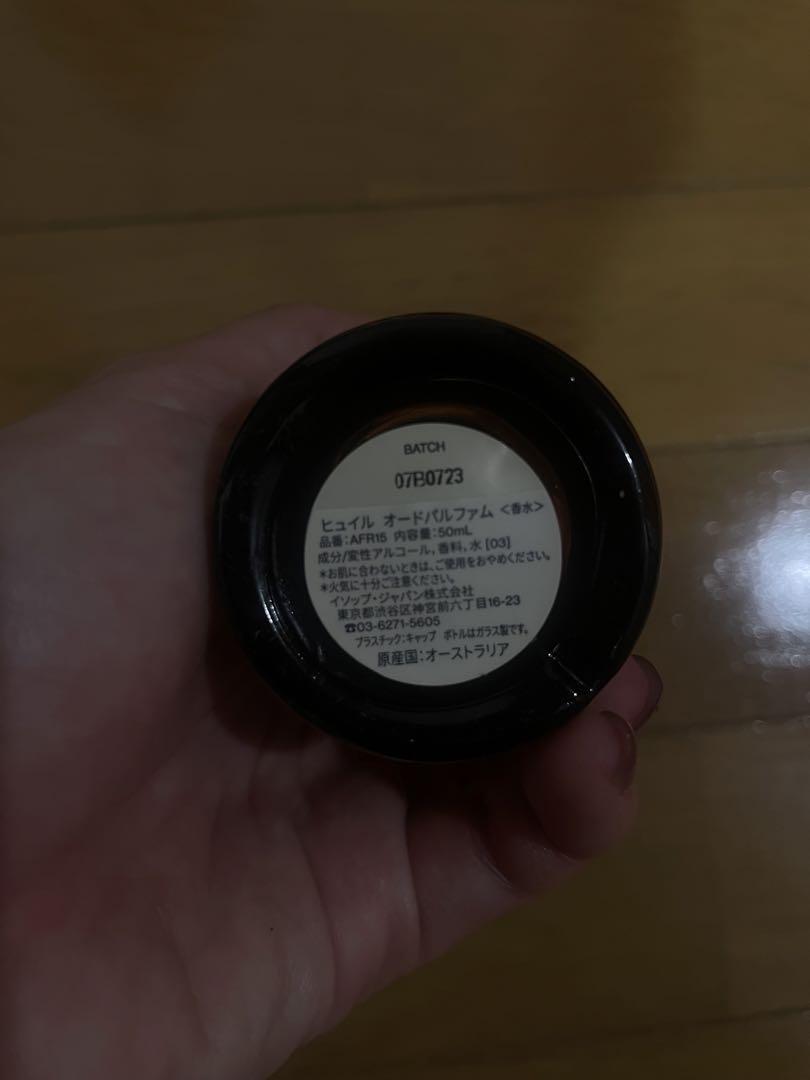 BATCH
07B0723
ヒュイル オードパルファム <香水>
品番:AFR15 内容量:50mL
成分/変性アルコール, 香料, 水 [03]
*お肌に合わないときは、ご使用をおやめください。
*火気に十分ご注意ください。
イソップ・ジャパン株式会社
東京都渋谷区神宮前六丁目16-23
☎03-6271-5605
プラスチック:キャップ ボトルはガラス製です。
原産国:オーストラリア